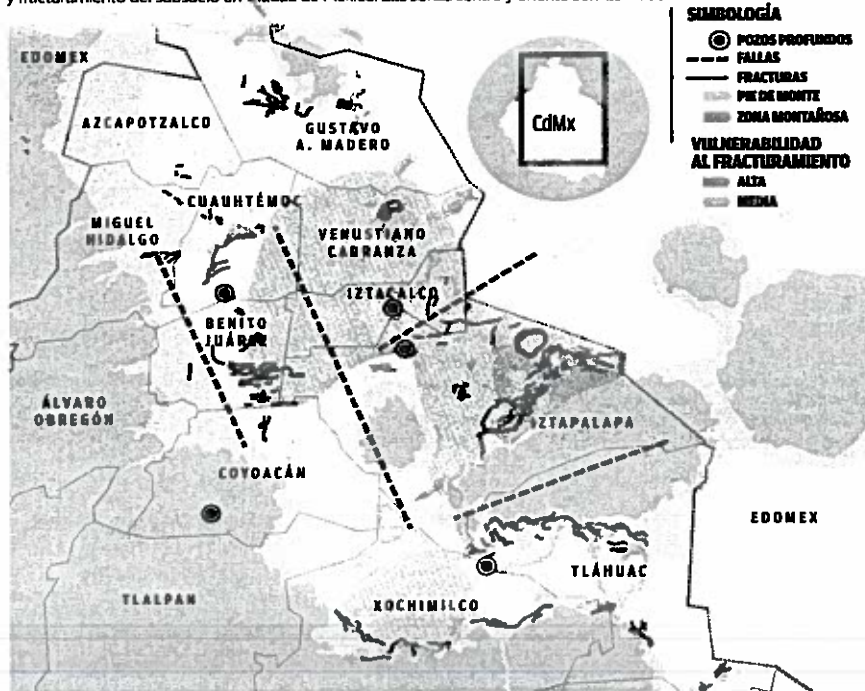 SIMBOLOGÍA
POZOS PROFUNDOS
FALLAS
FRACTURAS
PIE DE MONTE
ZONA MONTAÑOSA
VULNERABILIDAD
AL FRACTURAMIENTO
ALTA
MEDIA
CdMx
EDOMEX
AZCAPOTZALCO
GUSTAVO
A. MADERO
CUAUHTÉMOC
MIGUEL
HIDALGO
VENUSTIANO
CARRANZA
IZTACALCO
BENITO
JUÁREZ
ÁLVARO
OBREGÓN
IZTAPALAPA
COYOACÁN
EDOMEX
TLÁHUAC
TLALPAN
XOCHIMILCO